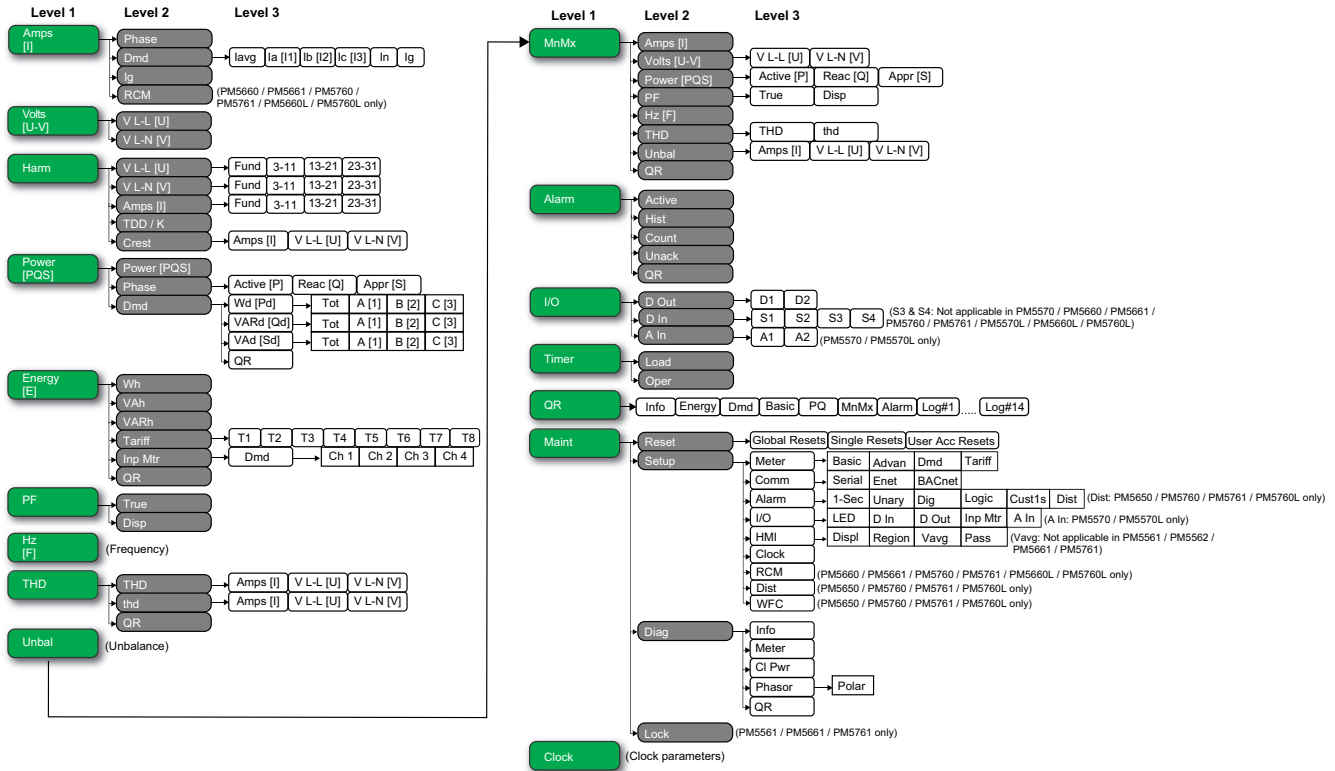 Level 1 Level 2 Level 3
Amps
[I]
Phase
Dmd
Iavg Ia [I1] Ib [I2] Ic [I3] In Ig
Ig
RCM
(PM5660 / PM5661 / PM5760 /
PM5761 / PM5660L / PM5760L only)
Volts
[U-V]
V L-L [U]
V L-N [V]
Harm
V L-L [U]
Fund 3-11 13-21 23-31
V L-N [V]
Fund 3-11 13-21 23-31
Amps [I]
Fund 3-11 13-21 23-31
TDD / K
Crest
Amps [I] V L-L [U] V L-N [V]
Power
[PQS]
Power [PQS]
Phase
Active [P] Reac [Q] Appr [S]
Dmd
Wd [Pd] Tot A [1] B [2] C [3]
VARd [Qd] Tot A [1] B [2] C [3]
VAd [Sd] Tot A [1] B [2] C [3]
QR
Energy
[E]
Wh
VAh
VARh
Tariff
T1 T2 T3 T4 T5 T6 T7 T8
Inp Mtr
Dmd Ch 1 Ch 2 Ch 3 Ch 4
QR
PF
True
Disp
Hz
[F]
(Frequency)
THD
THD
Amps [I] V L-L [U] V L-N [V]
thd
Amps [I] V L-L [U] V L-N [V]
QR
Unbal
(Unbalance)
Level 1 Level 2 Level 3
MnMx
Amps [I]
Volts [U-V]
V L-L [U] V L-N [V]
Power [PQS]
Active [P] Reac [Q] Appr [S]
PF
True Disp
Hz [F]
THD
THD thd
Unbal
Amps [I] V L-L [U] V L-N [V]
QR
Alarm
Active
Hist
Count
Unack
QR
I/O
D Out
D1 D2
D In
S1 S2 S3 S4
(S3 & S4: Not applicable in PM5570 / PM5660 / PM5661 /
PM5760 / PM5761 / PM5570L / PM5660L / PM5760L)
A In
A1 A2
(PM5570 / PM5570L only)
Timer
Load
Oper
QR
Info Energy Dmd Basic PQ MnMx Alarm Log#1 ..... Log#14
Maint
Reset
Global Resets Single Resets User Acc Resets
Setup
Meter Basic Advan Dmd Tariff
Comm Serial Enet BACnet
Alarm 1-Sec Unary Dig Logic Cust1s Dist (Dist: PM5650 / PM5760 / PM5761 / PM5760L only)
I/O LED D In D Out Inp Mtr A In (A In: PM5570 / PM5570L only)
HMI Displ Region Vavg Pass (Vavg: Not applicable in PM5561 / PM5562 /
PM5661 / PM5761)
Clock
RCM (PM5660 / PM5661 / PM5760 / PM5761 / PM5660L / PM5760L only)
Dist (PM5650 / PM5760 / PM5761 / PM5760L only)
WFC (PM5650 / PM5760 / PM5761 / PM5760L only)
Diag
Info
Meter
Cl Pwr
Phasor Polar
QR
Lock
(PM5561 / PM5661 / PM5761 only)
Clock
(Clock parameters)